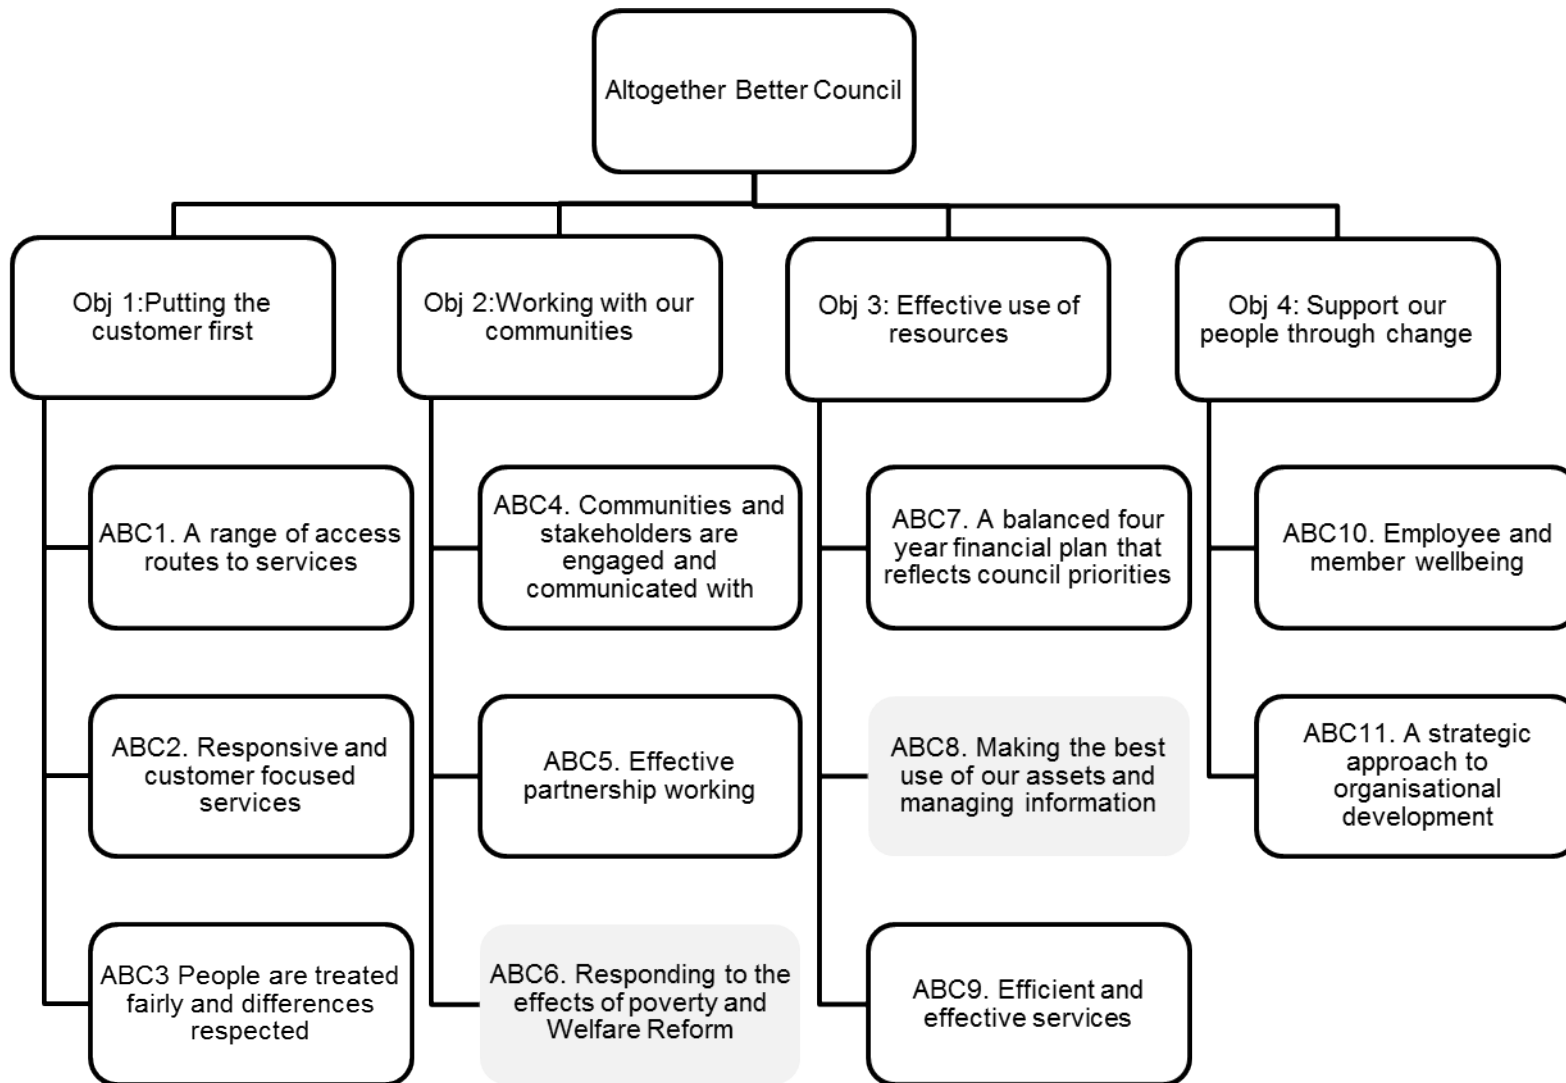 Altogether Better Council
Obj 1:Putting the
customer first
Obj 2:Working with our
communities
Obj 3: Effective use of
resources
Obj 4: Support our
people through change
ABC1. A range of access
routes to services
ABC4. Communities and
stakeholders are
engaged and
communicated with
ABC7. A balanced four
year financial plan that
reflects council priorities
ABC10. Employee and
member wellbeing
ABC2. Responsive and
customer focused
services
ABC5. Effective
partnership working
ABC8. Making the best
use of our assets and
managing information
ABC11. A strategic
approach to
organisational
development
ABC3 People are treated
fairly and differences
respected
ABC6. Responding to the
effects of poverty and
Welfare Reform
ABC9. Efficient and
effective services